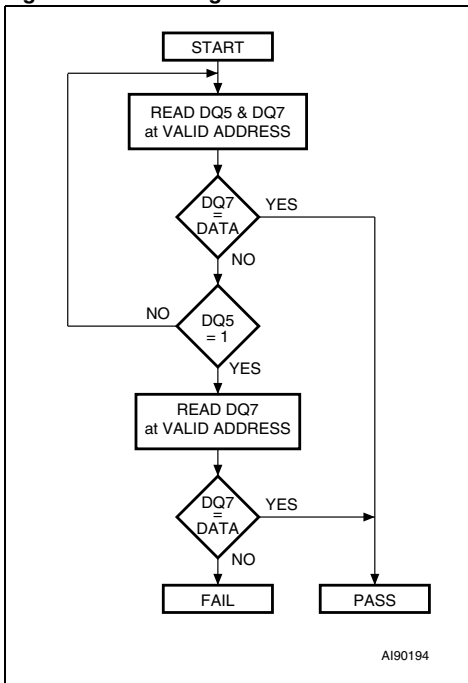 START
READ DQ5 & DQ7
at VALID ADDRESS
DQ7
=
DATA
YES
NO
NO
DQ5
= 1
YES
READ DQ7
at VALID ADDRESS
DQ7
=
DATA
YES
NO
FAIL
PASS
AI90194